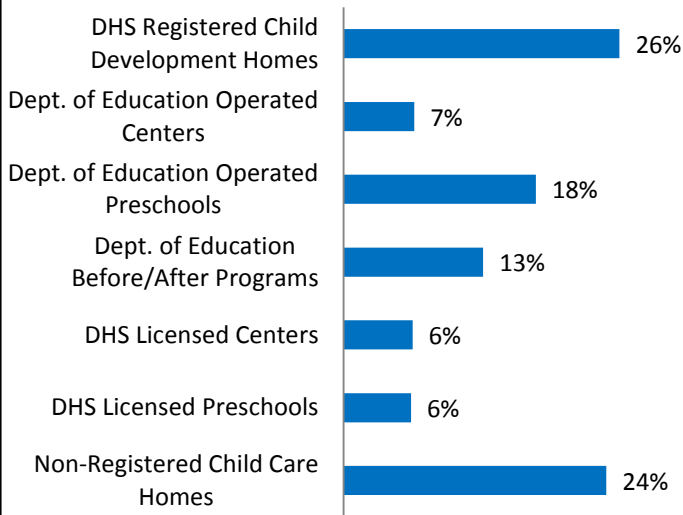 DHS Registered Child
Development Homes
26%
Dept. of Education Operated
Centers
7%
Dept. of Education Operated
Preschools
18%
Dept. of Education
Before/After Programs
13%
DHS Licensed Centers
6%
DHS Licensed Preschools
6%
Non-Registered Child Care
Homes
24%